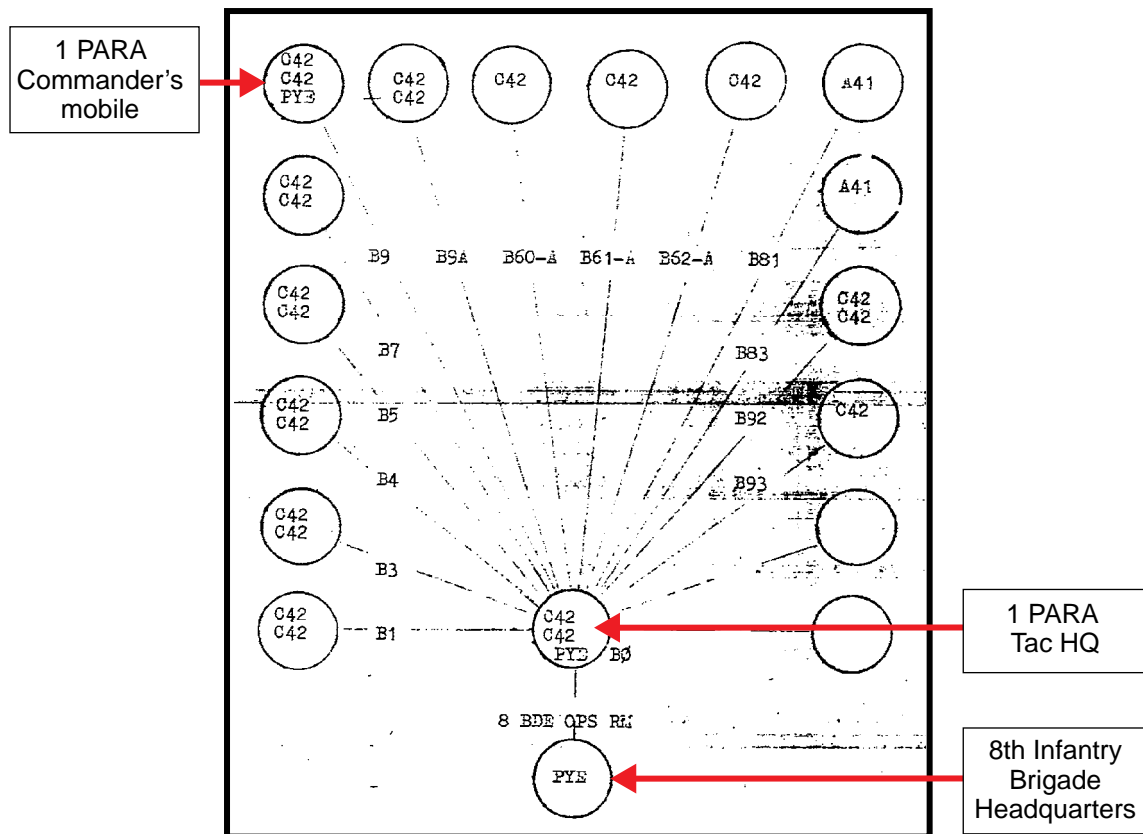 1 PARA
Commander's
mobile
C42
C42
PYE
C42
C42
C42
C42
C42
A41
C42
C42
A41
B9
B9A
B60-A
B61-A
B62-A
B81
C42
C42
C42
C42
B7
B83
C42
C42
B5
B92
C42
B4
B93
C42
C42
B3
C42
C42
B1
C42
C42
PYE
BØ
1 PARA
Tac HQ
8 BDE OPS RM
PYE
8th Infantry
Brigade
Headquarters